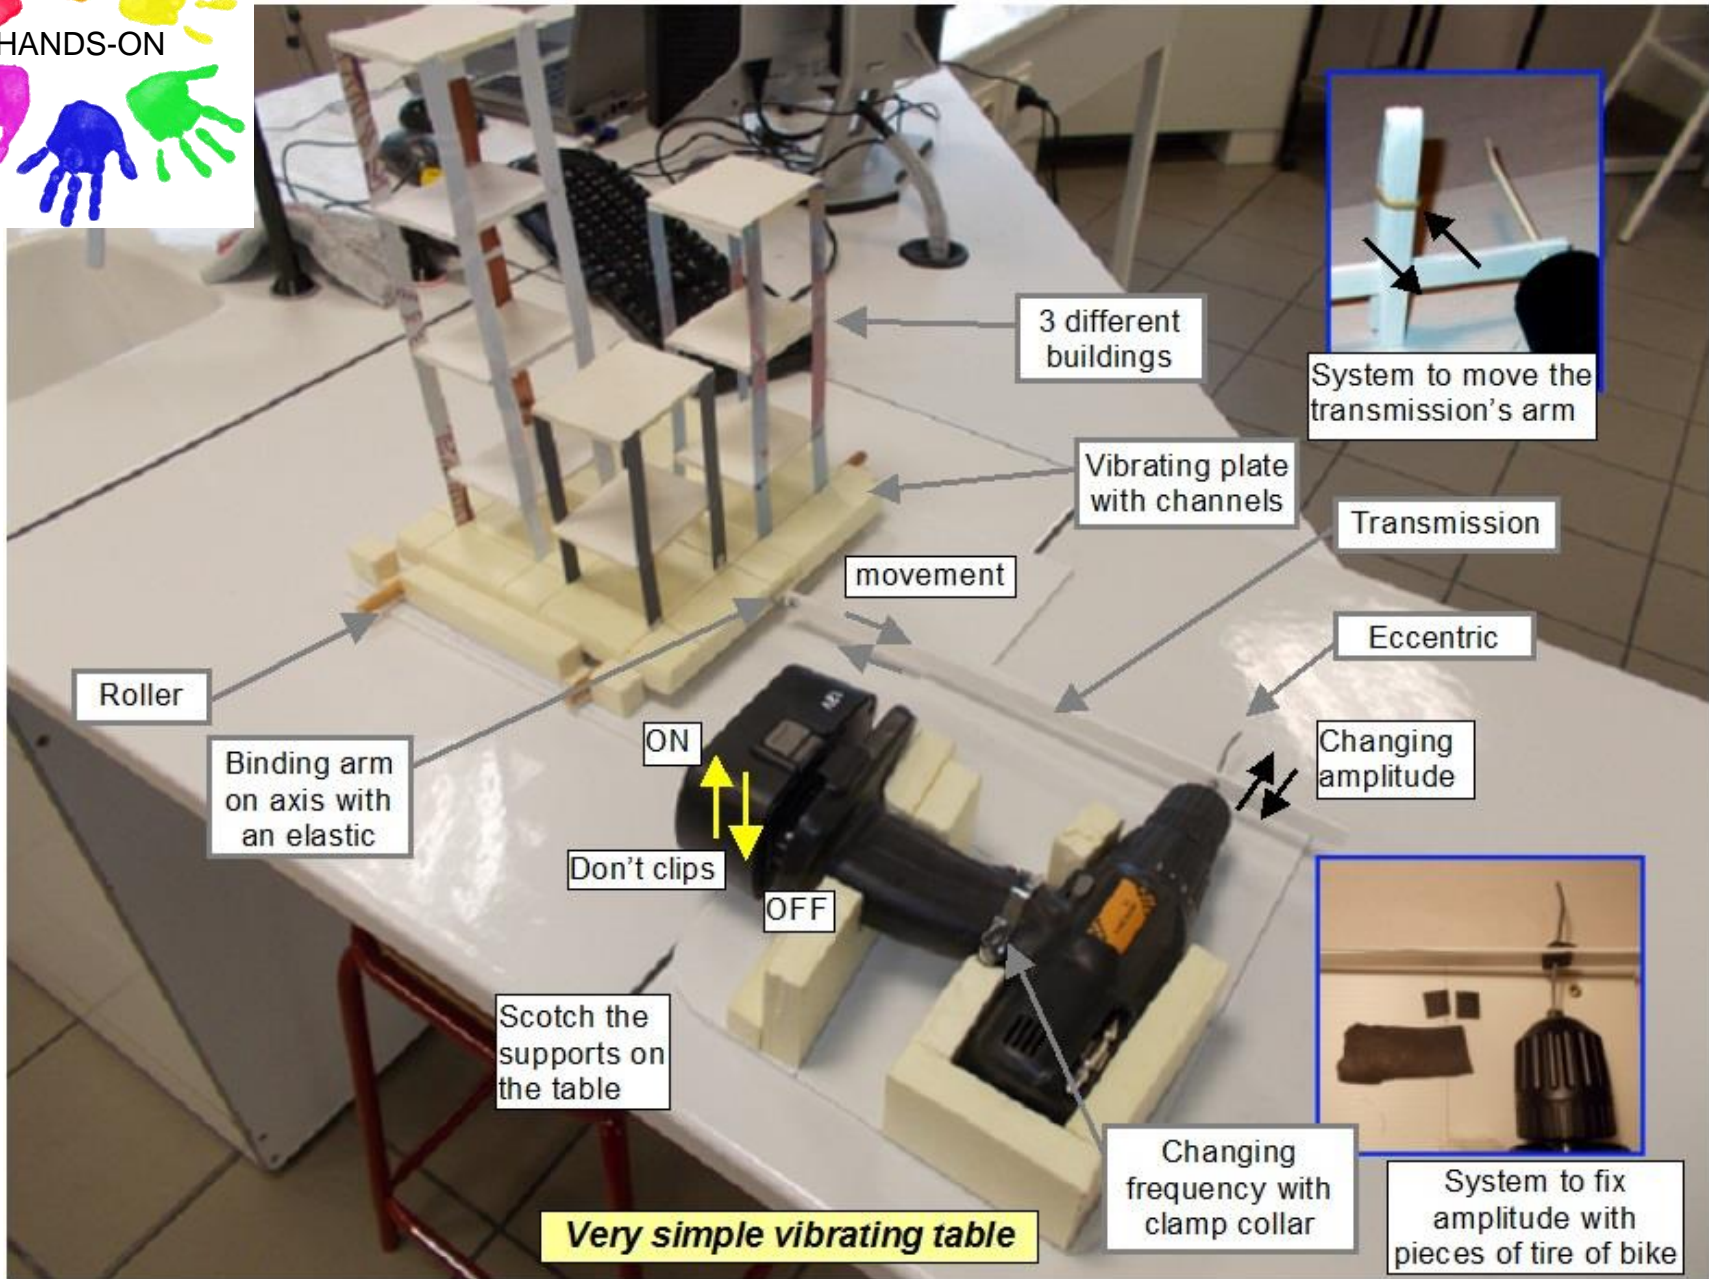 HANDS-ON
3 different
buildings
System to move the
transmission's arm
Vibrating plate
with channels
Transmission
movement
Eccentric
Roller
ON
Changing
amplitude
Binding arm
on axis with
an elastic
Don't clips
OFF
Scotch the
supports on
the table
Changing
frequency with
clamp collar
System to fix
amplitude with
pieces of tire of bike
Very simple vibrating table
12V